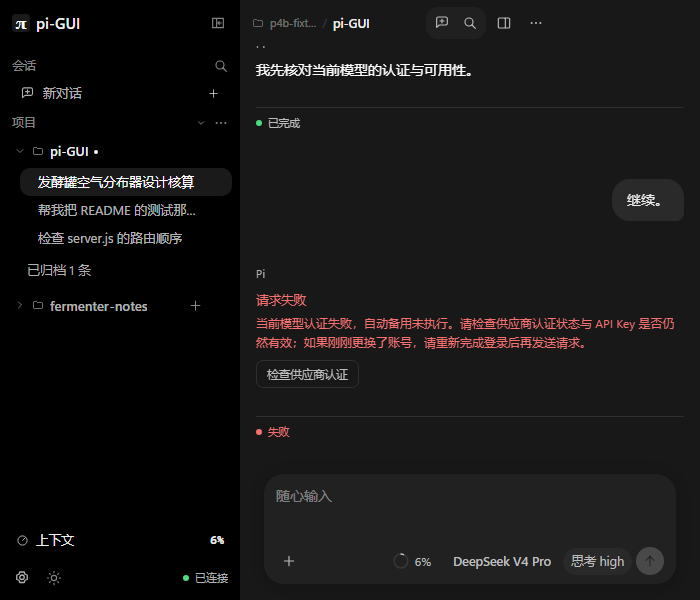 π pi-GUI
会话
新对话
项目
pi-GUI
发酵罐空气分布器设计核算
帮我把 README 的测试那...
检查 server.js 的路由顺序
已归档 1 条
fermenter-notes
上下文 6%
已连接
p4b-fixt... / pi-GUI
我先核对当前模型的认证与可用性。
已完成
继续。
Pi
请求失败
当前模型认证失败，自动备用未执行。请检查供应商认证状态与 API Key 是否仍
然有效；如果刚刚更换了账号，请重新完成登录后再发送请求。
检查供应商认证
失败
随心输入
6% DeepSeek V4 Pro 思考 high